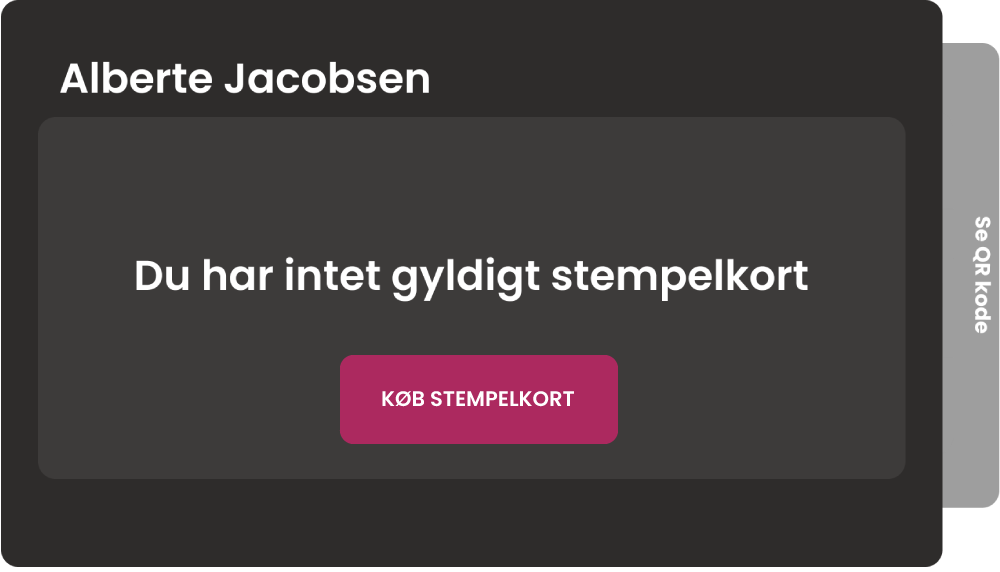 Alberte Jacobsen
Du har intet gyldigt stempelkort
KØB STEMPELKORT
Se QR kode